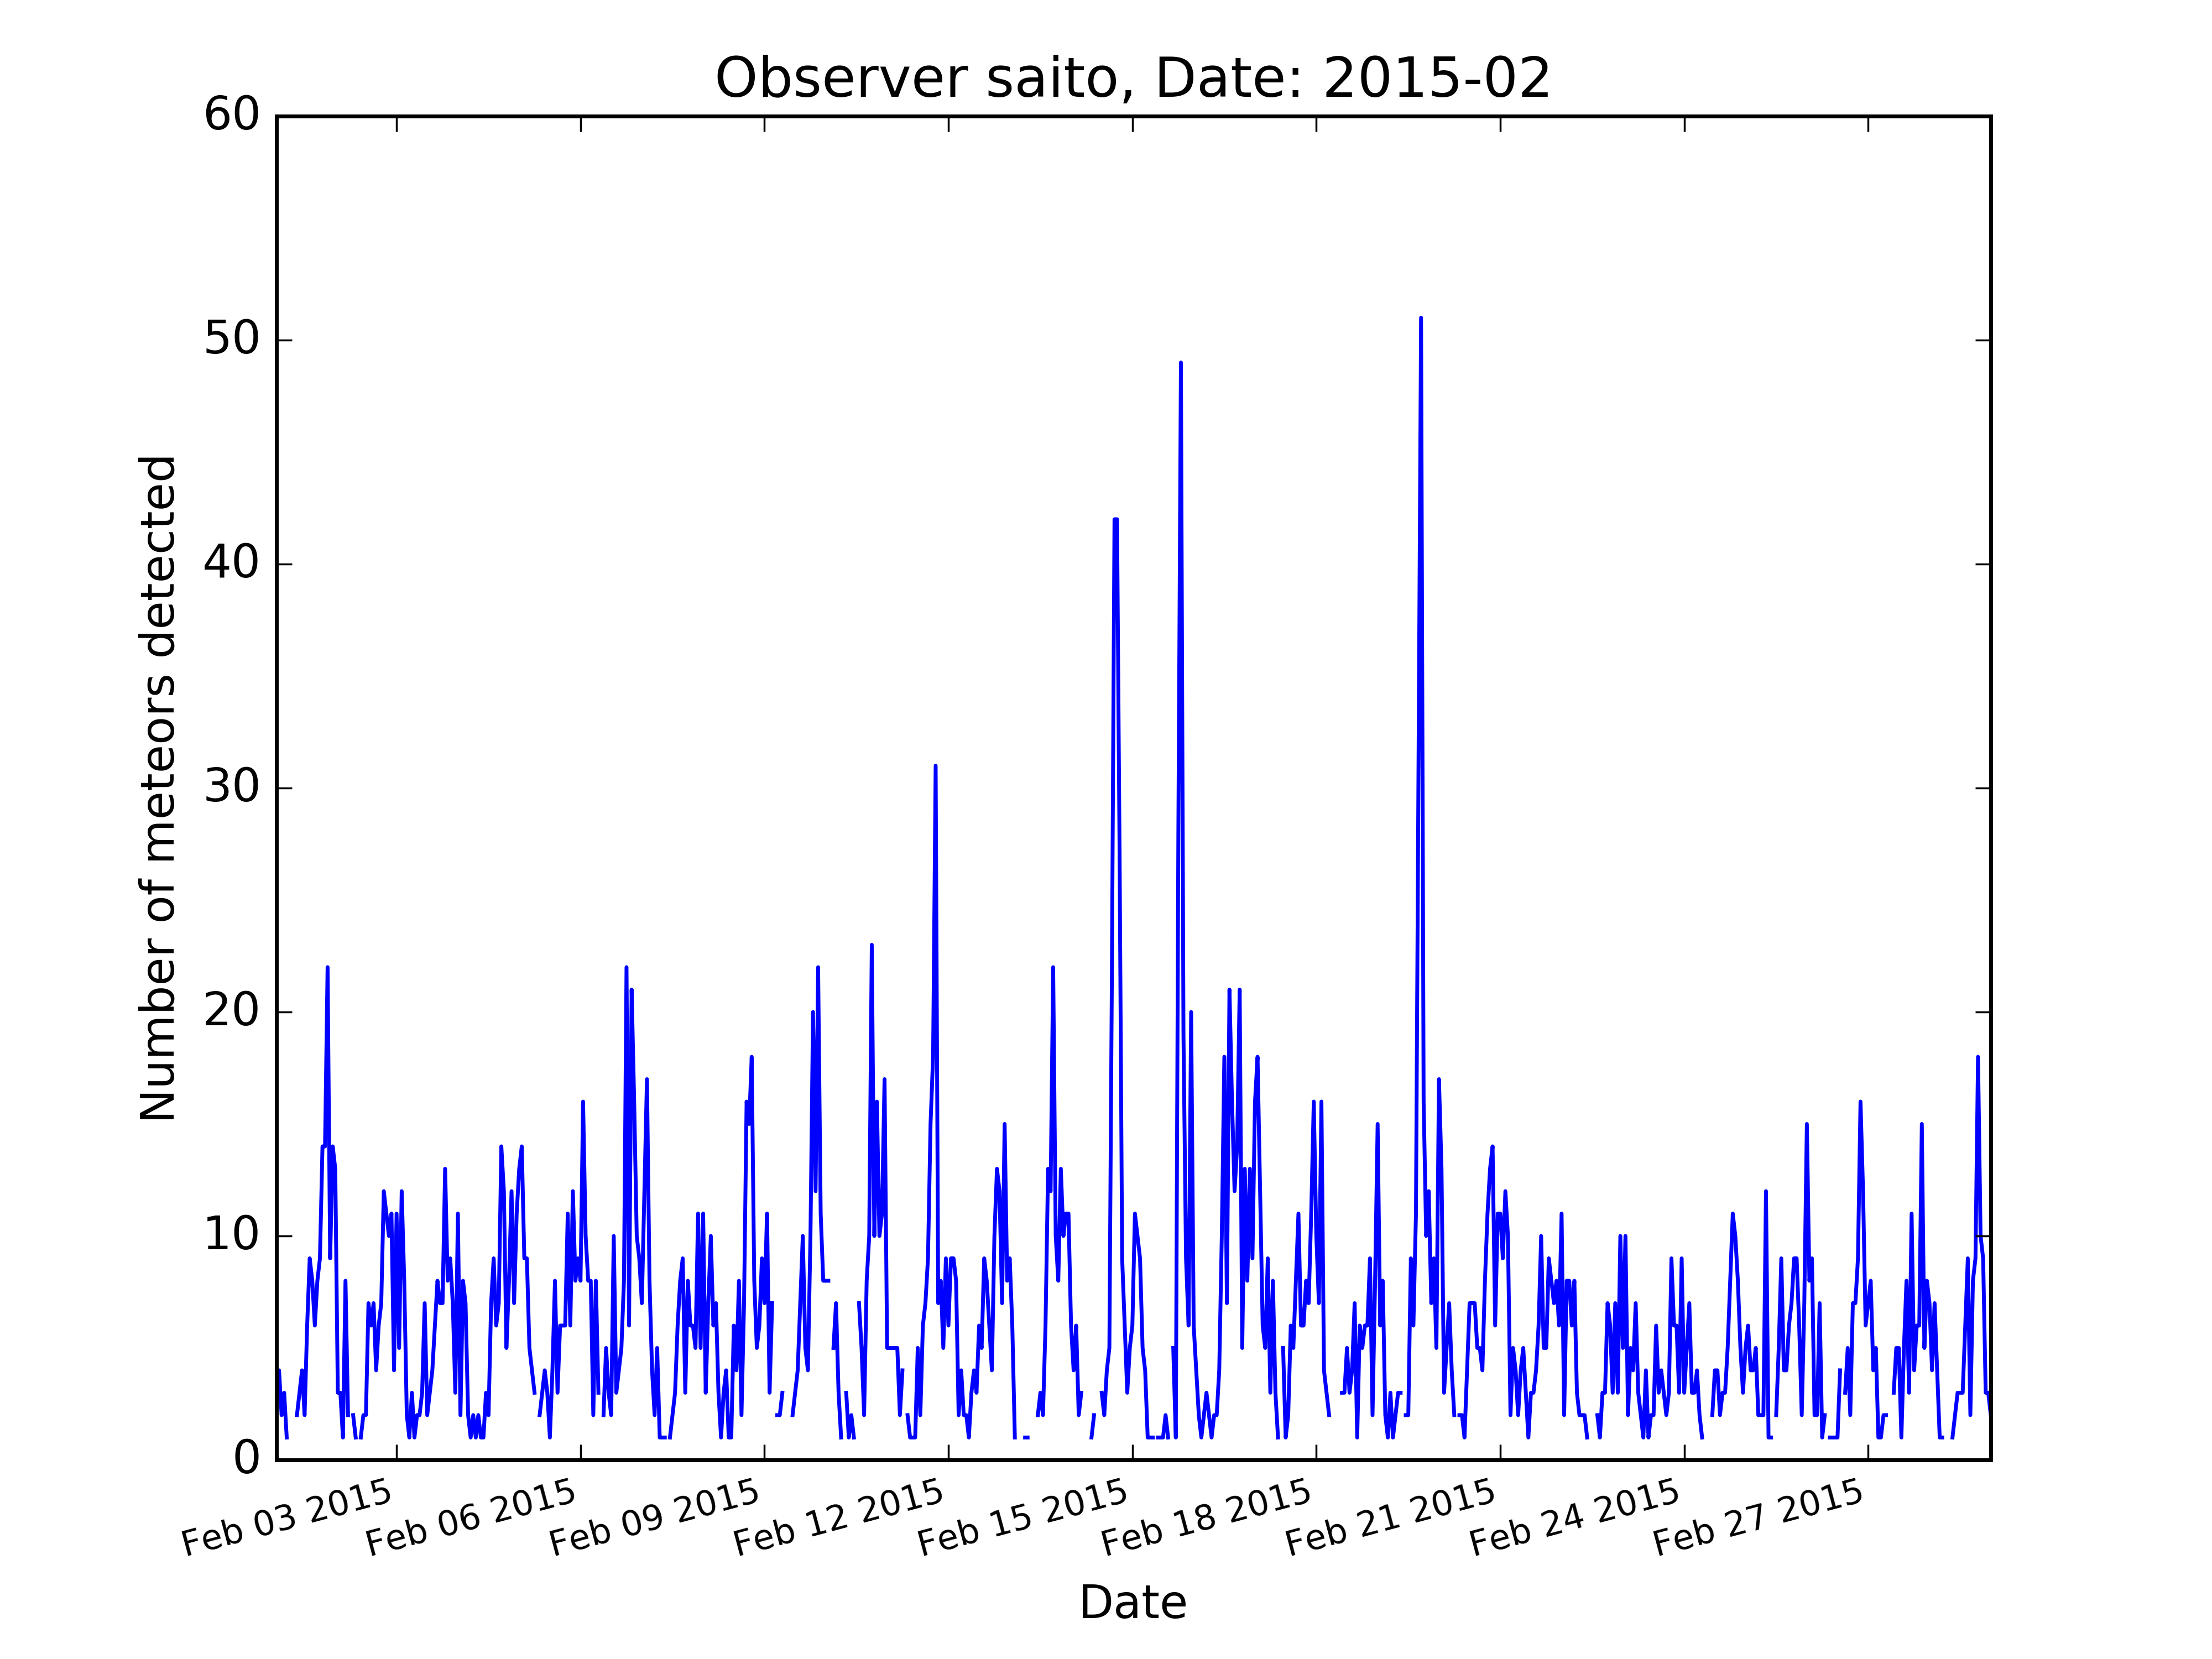 Observer saito, Date: 2015-02
60
50
40
30
20
10
0
Number of meteors detected
Feb 03 2015
Feb 06 2015
Feb 09 2015
Feb 12 2015
Feb 15 2015
Feb 18 2015
Feb 21 2015
Feb 24 2015
Feb 27 2015
Date